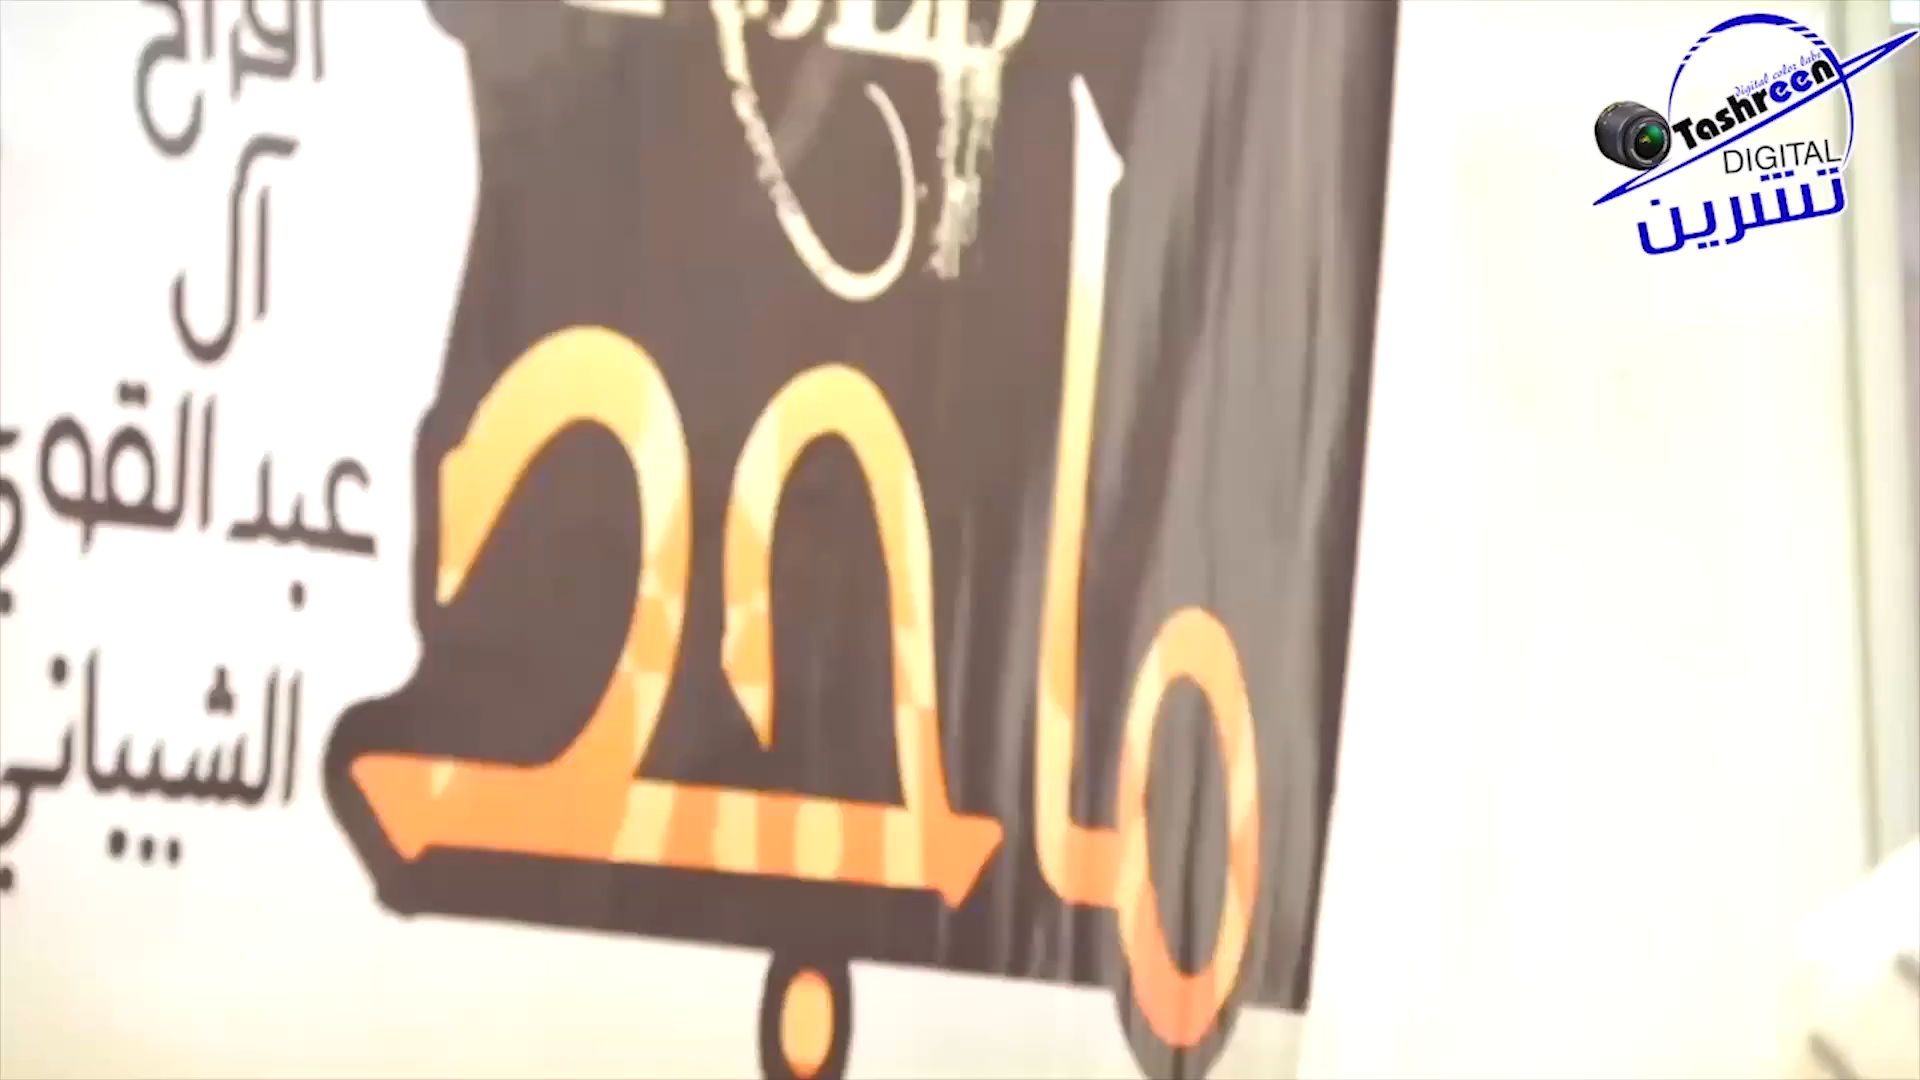 أفراح
آل
عبدالقوي
الشيباني
ماجد
digital color labs
Tashreen
DIGITAL
تشرين